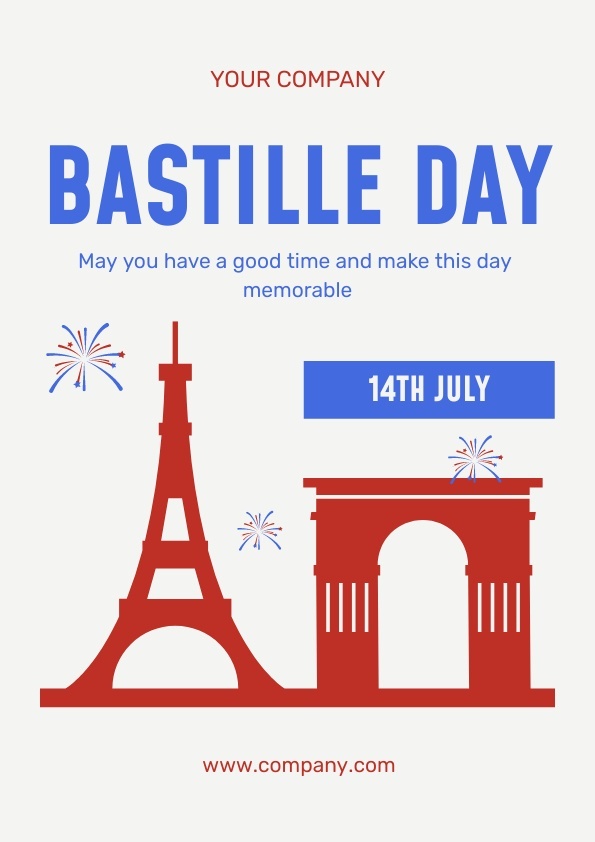 YOUR COMPANY
BASTILLE DAY
May you have a good time and make this day
memorable
14TH JULY
www.company.com